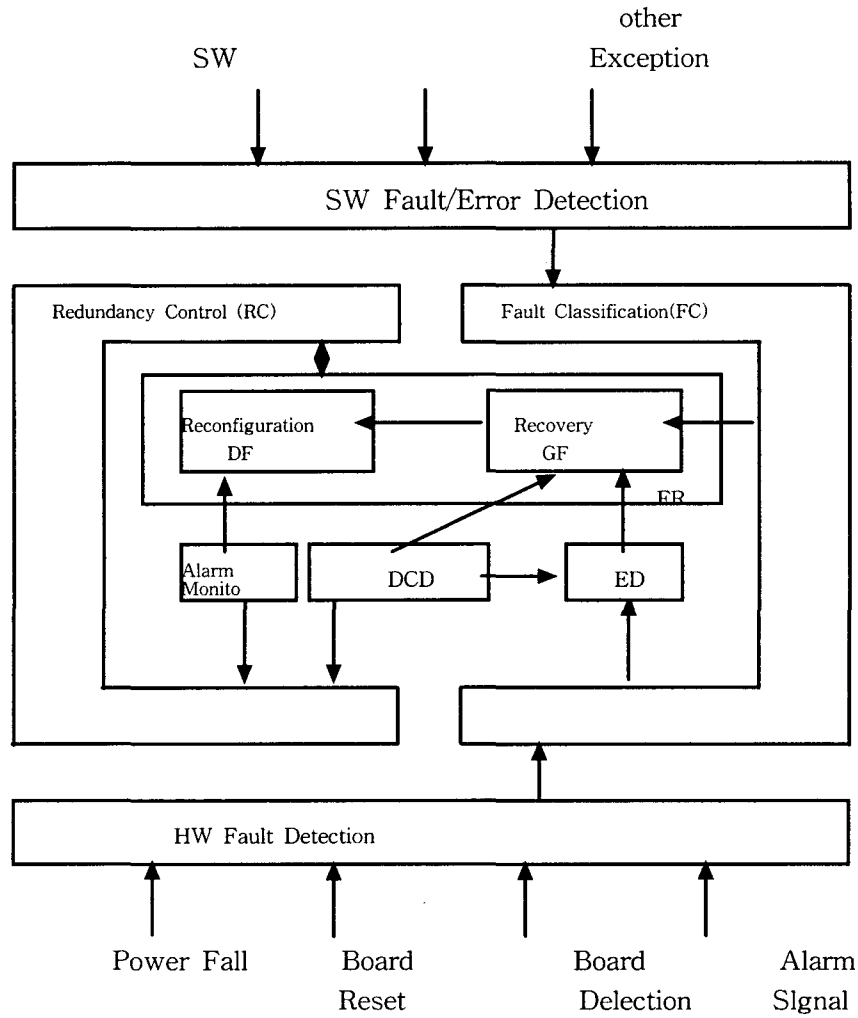 other
SW Exception
SW Fault/Error Detection
Redundancy Control (RC)
Fault Classification(FC)
Reconfiguration
DF
Recovery
GF
ER
Alarm
Monito
DCD
ED
HW Fault Detection
Power Fall
Board
Reset
Board
Delection
Alarm
Slgnal